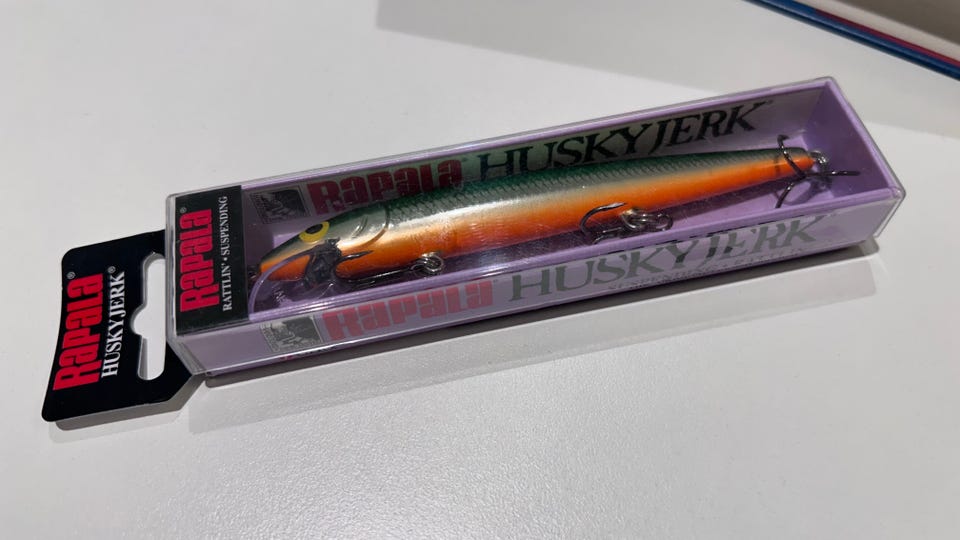 Rapala
HUSKYJERK®
Rapala®
RATTLIN'·SUSPENDING
Rapala® HUSKYJERK®
Rapala HUSKYJERK